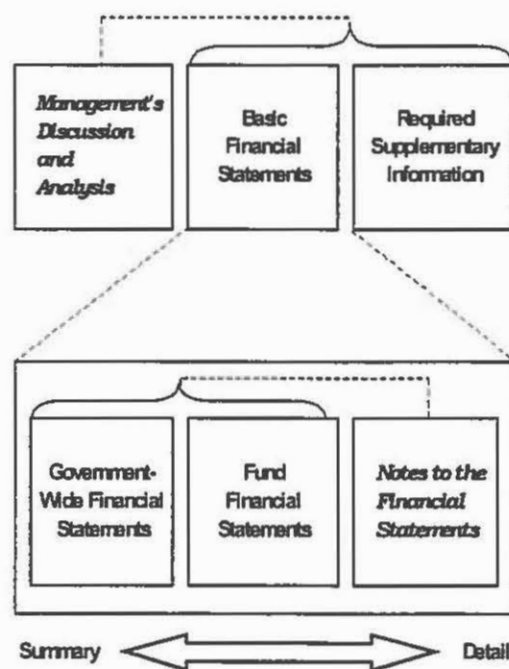 Management's
Discussion
and
Analysis
Basic
Financial
Statements
Required
Supplementary
Information
Government-
Wide Financial
Statements
Fund
Financial
Statements
Notes to the
Financial
Statements
Summary
Detail